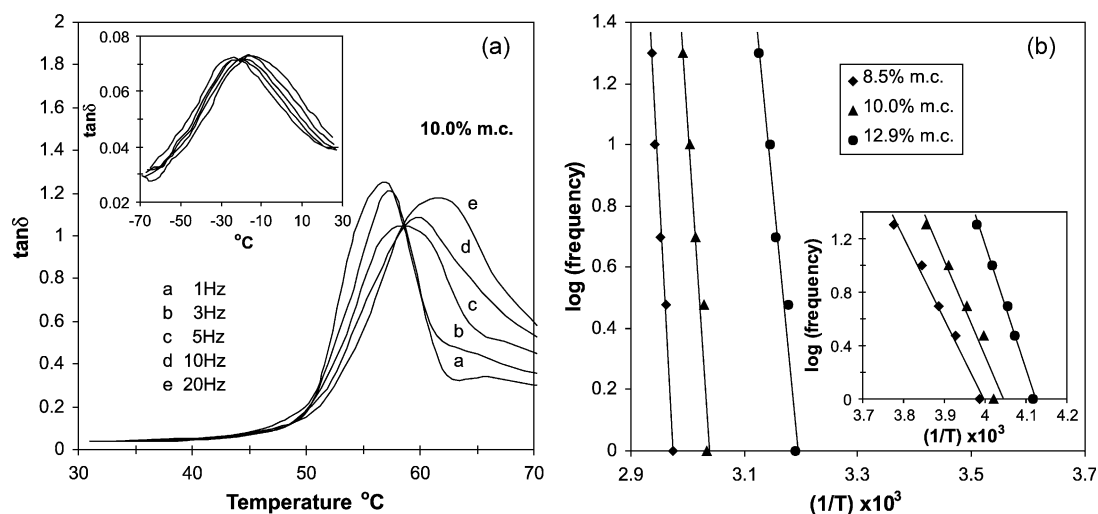 (a)
2
1.8
1.6
1.4
1.2
1
0.8
0.6
0.4
0.2
0
tanδ
30 40 50 60 70
Temperature °C
0.08
0.06
0.04
0.02
tanδ
-70 -50 -30 -10 10 30
°C
10.0% m.c.
e
d
c
b
a
a 1Hz
b 3Hz
c 5Hz
d 10Hz
e 20Hz
(b)
1.4
1.2
1
0.8
0.6
0.4
0.2
0
log (frequency)
2.9 3.1 3.3 3.5 3.7
(1/T) x10³
8.5% m.c.
10.0% m.c.
12.9% m.c.
1.2
0.8
0.4
0
log (frequency)
3.7 3.8 3.9 4 4.1 4.2
(1/T) x10³